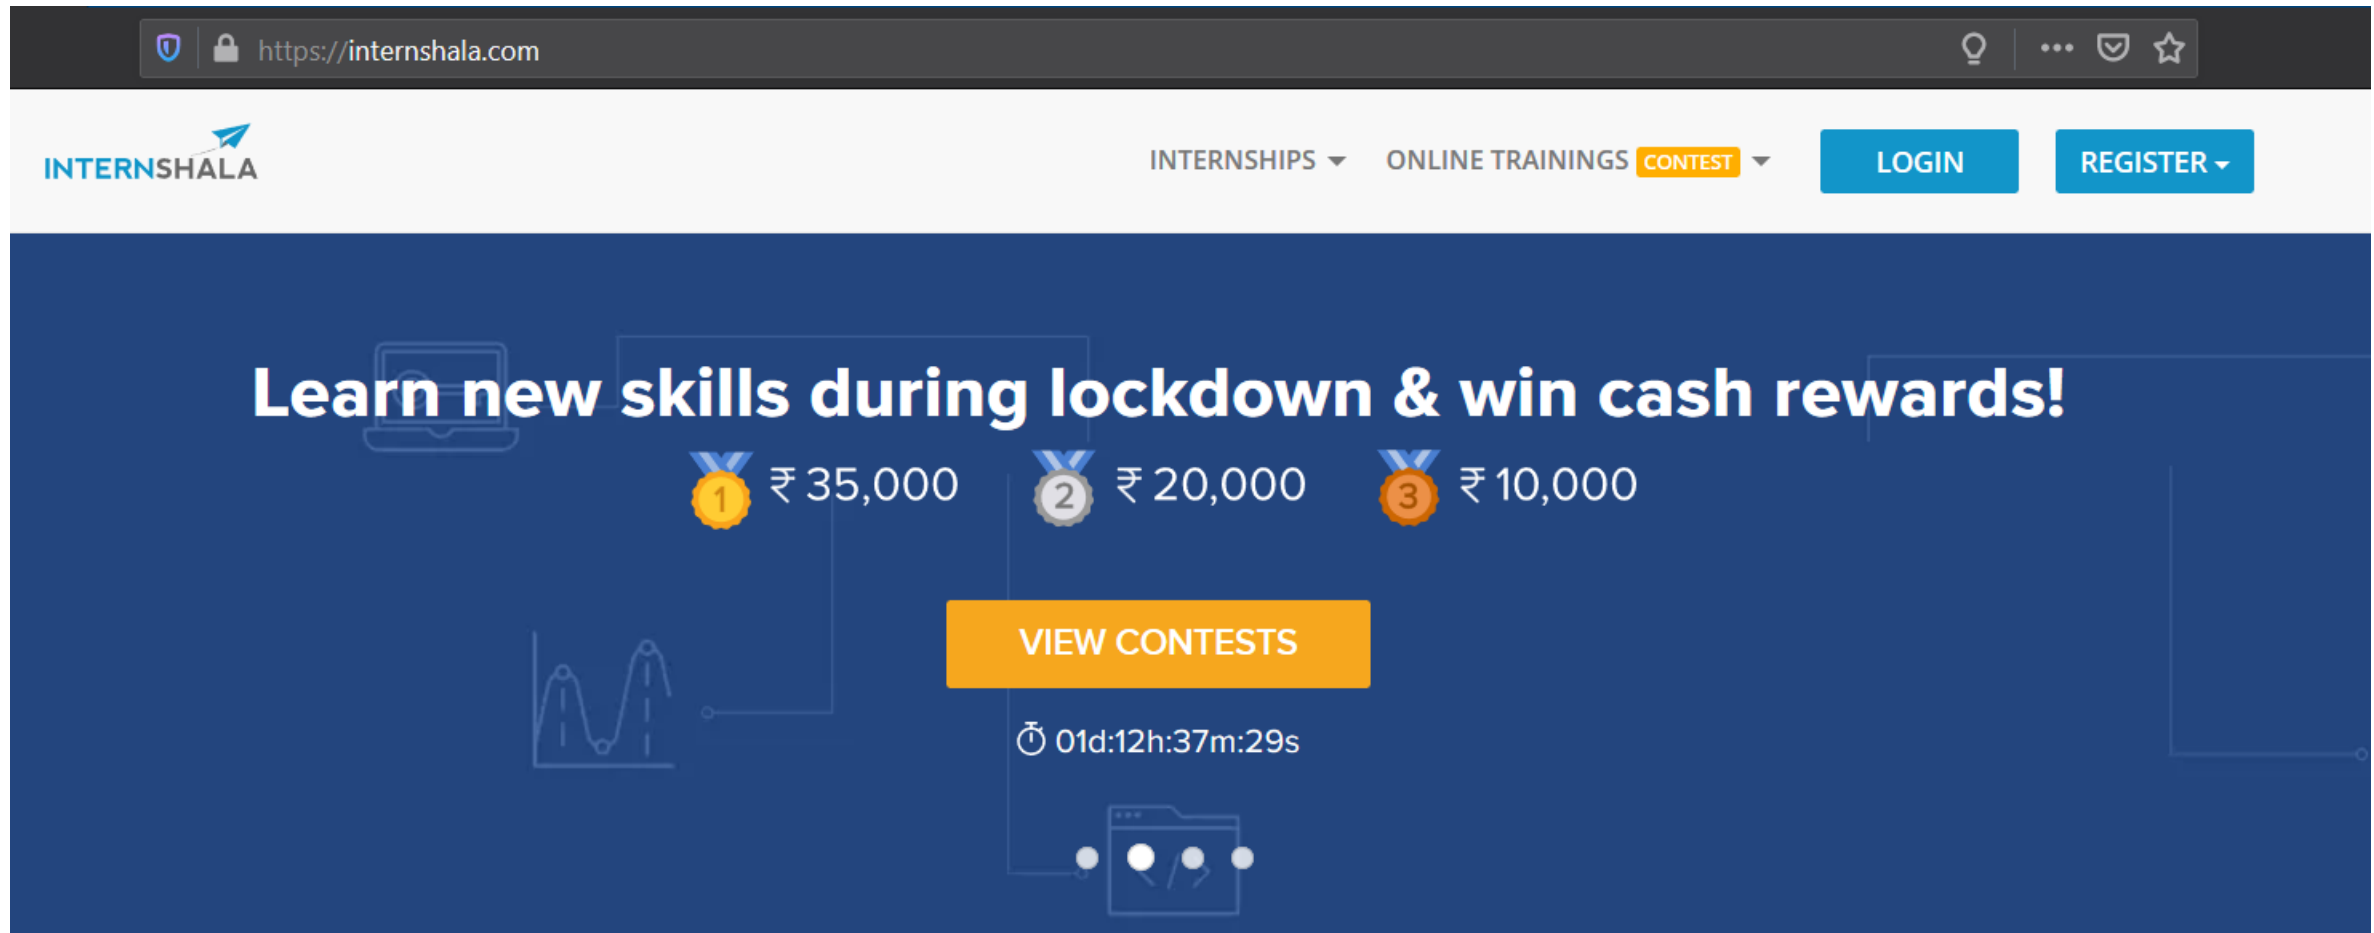 https://internshala.com
INTERNSHALA
INTERNSHIPS ONLINE TRAININGS CONTEST LOGIN REGISTER
Learn new skills during lockdown & win cash rewards!
1 ₹ 35,000 2 ₹ 20,000 3 ₹ 10,000
VIEW CONTESTS
01d:12h:37m:29s